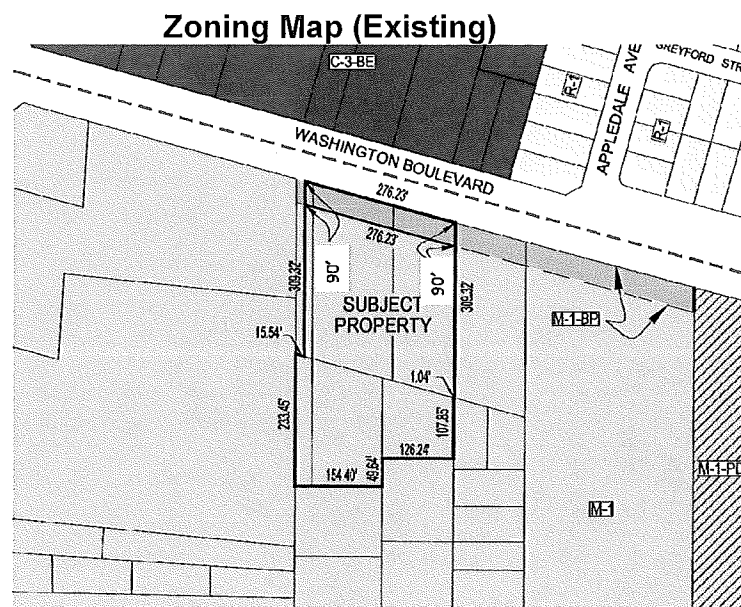 Zoning Map (Existing)
C-3-BE
GREYFORD STR
R-1
R-1
APPLEDALE AVE
WASHINGTON BOULEVARD
276.23'
276.23'
309.32'
90'
90'
309.32'
SUBJECT
PROPERTY
M-1-BP
15.54'
1.04'
233.45'
107.85'
126.24'
49.64'
154.40'
M-1-PD
M-1